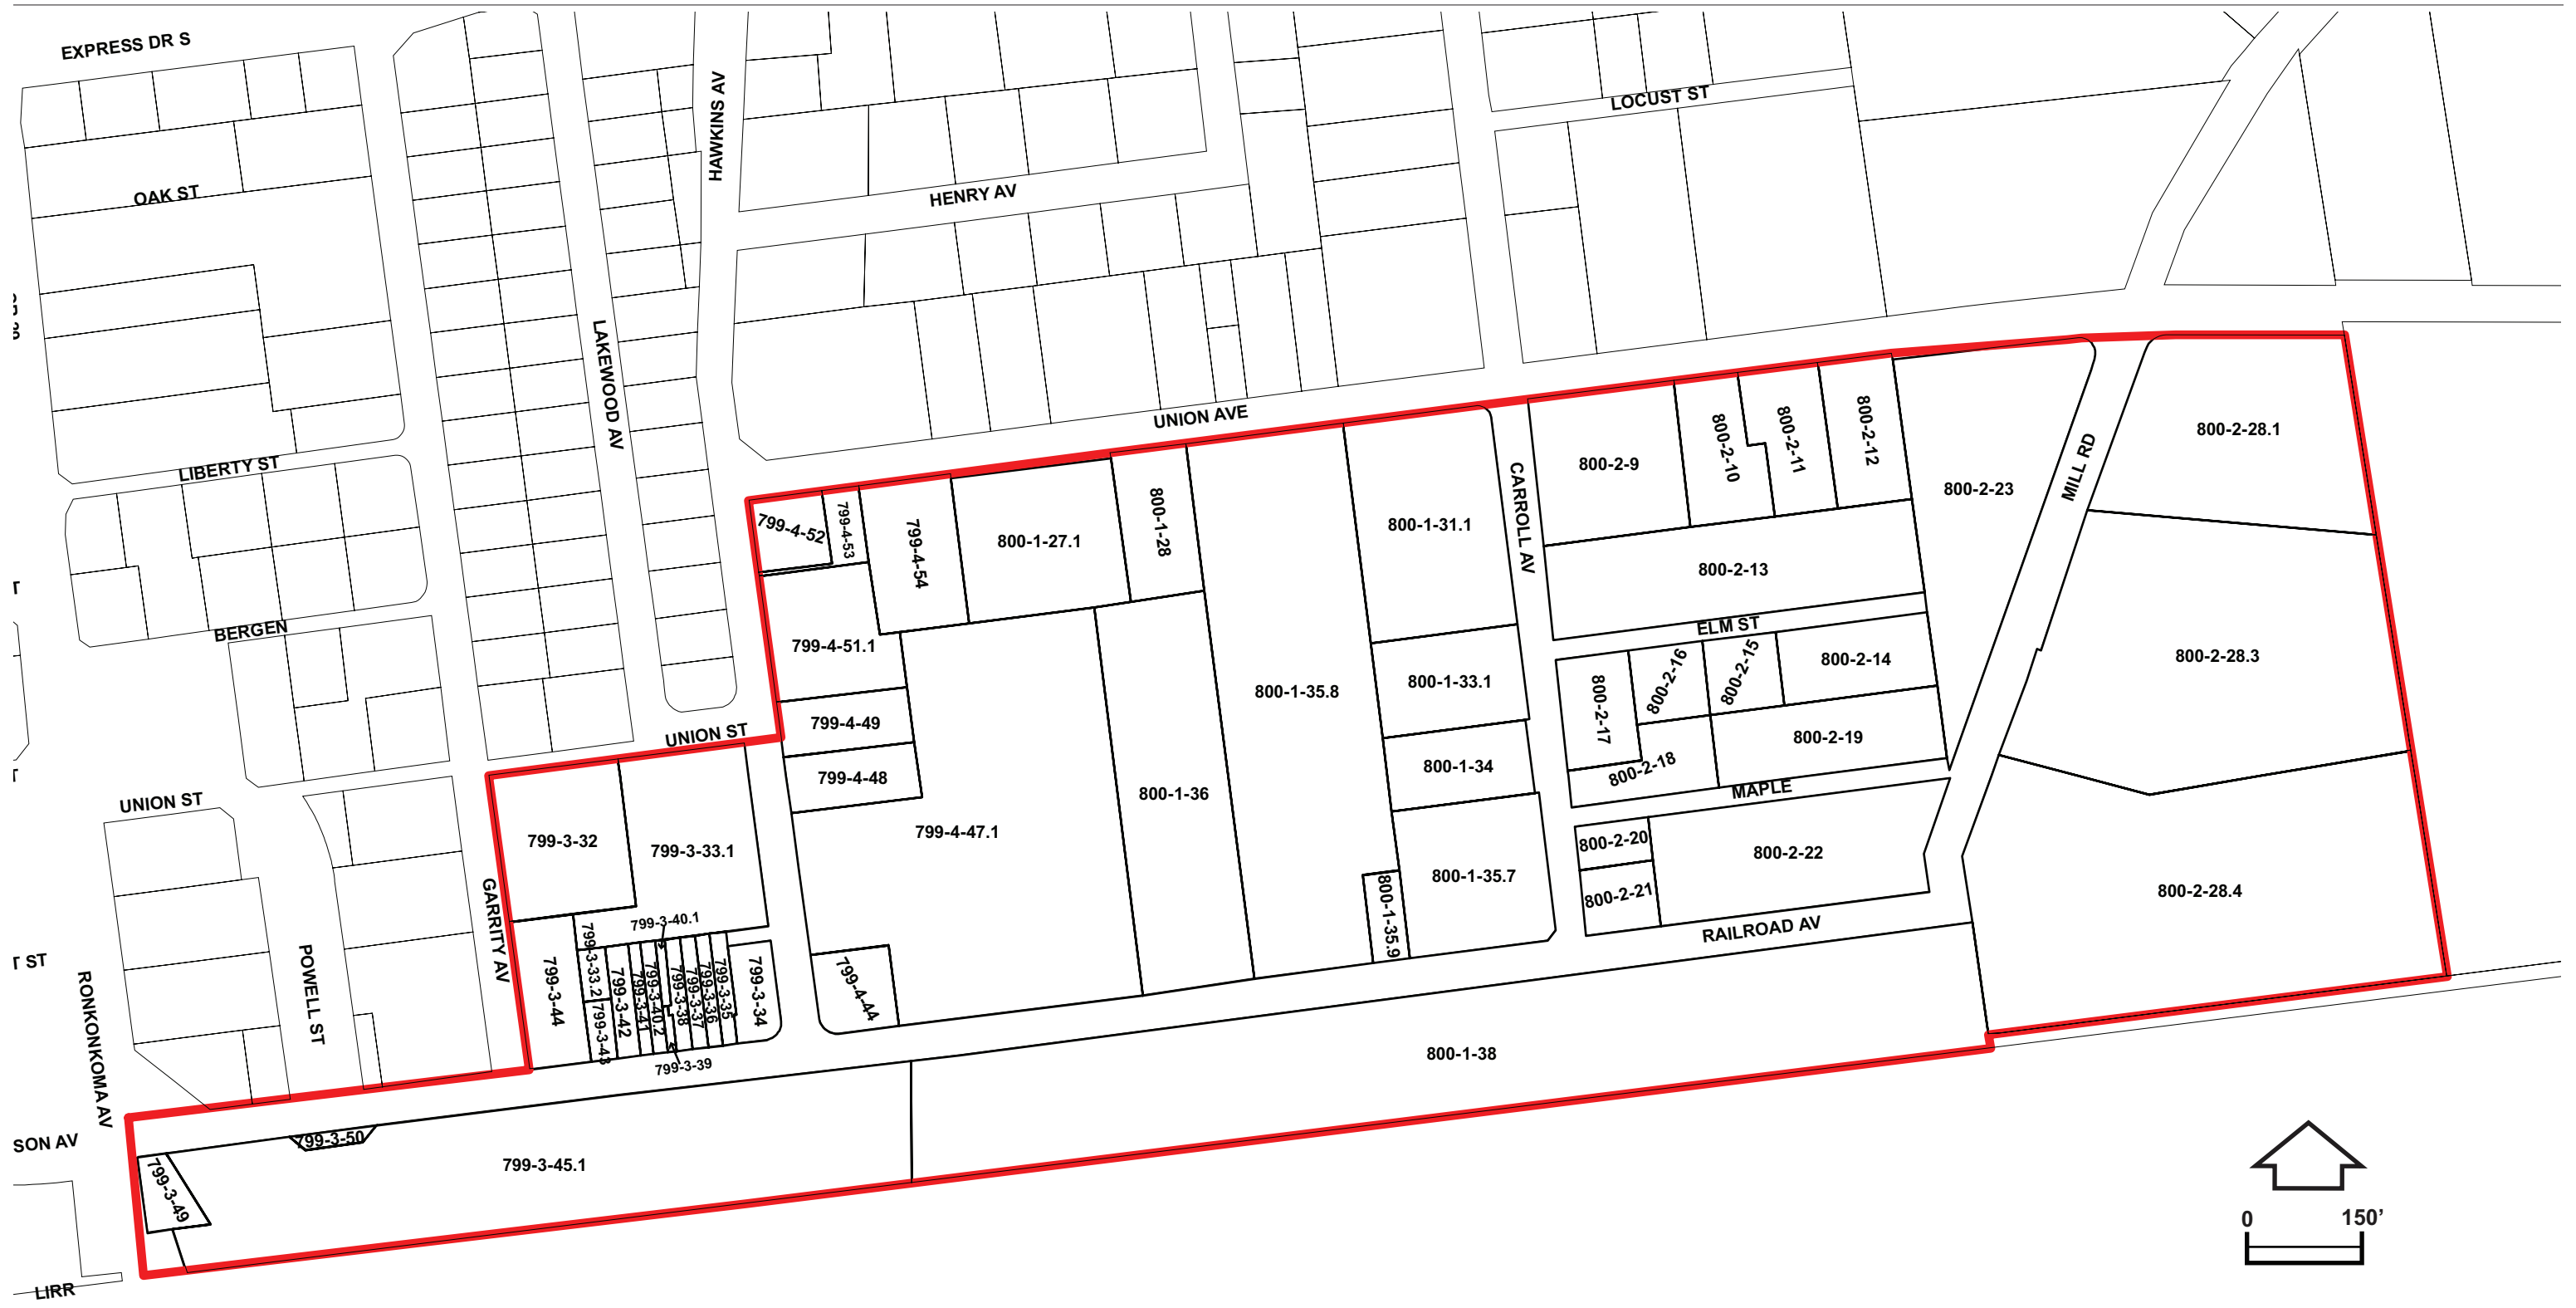 EXPRESS DR S
OAK ST
HAWKINS AV
HENRY AV
LOCUST ST
LAKEWOOD AV
LIBERTY ST
UNION AVE
BERGEN
UNION ST
UNION ST
GARRITY AV
POWELL ST
RONKONKOMA AV
T ST
SON AV
LIRR
CARROLL AV
ELM ST
MAPLE
MILL RD
RAILROAD AV
799-4-52
799-4-53
799-4-54
800-1-27.1
800-1-28
800-1-31.1
800-2-9
800-2-10
800-2-11
800-2-12
800-2-23
800-2-28.1
800-2-13
799-4-51.1
799-4-49
799-4-48
799-4-47.1
799-4-44
800-1-36
800-1-35.8
800-1-33.1
800-1-34
800-1-35.7
800-1-35.9
800-2-17
800-2-16
800-2-15
800-2-14
800-2-18
800-2-19
800-2-20
800-2-21
800-2-22
800-2-28.3
800-2-28.4
799-3-32
799-3-33.1
799-3-40.1
799-3-44
799-3-33.2
799-3-43
799-3-42
799-3-41
799-3-40.2
799-3-38
799-3-37
799-3-36
799-3-35
799-3-34
799-3-39
800-1-38
799-3-50
799-3-45.1
799-3-49
0 150’